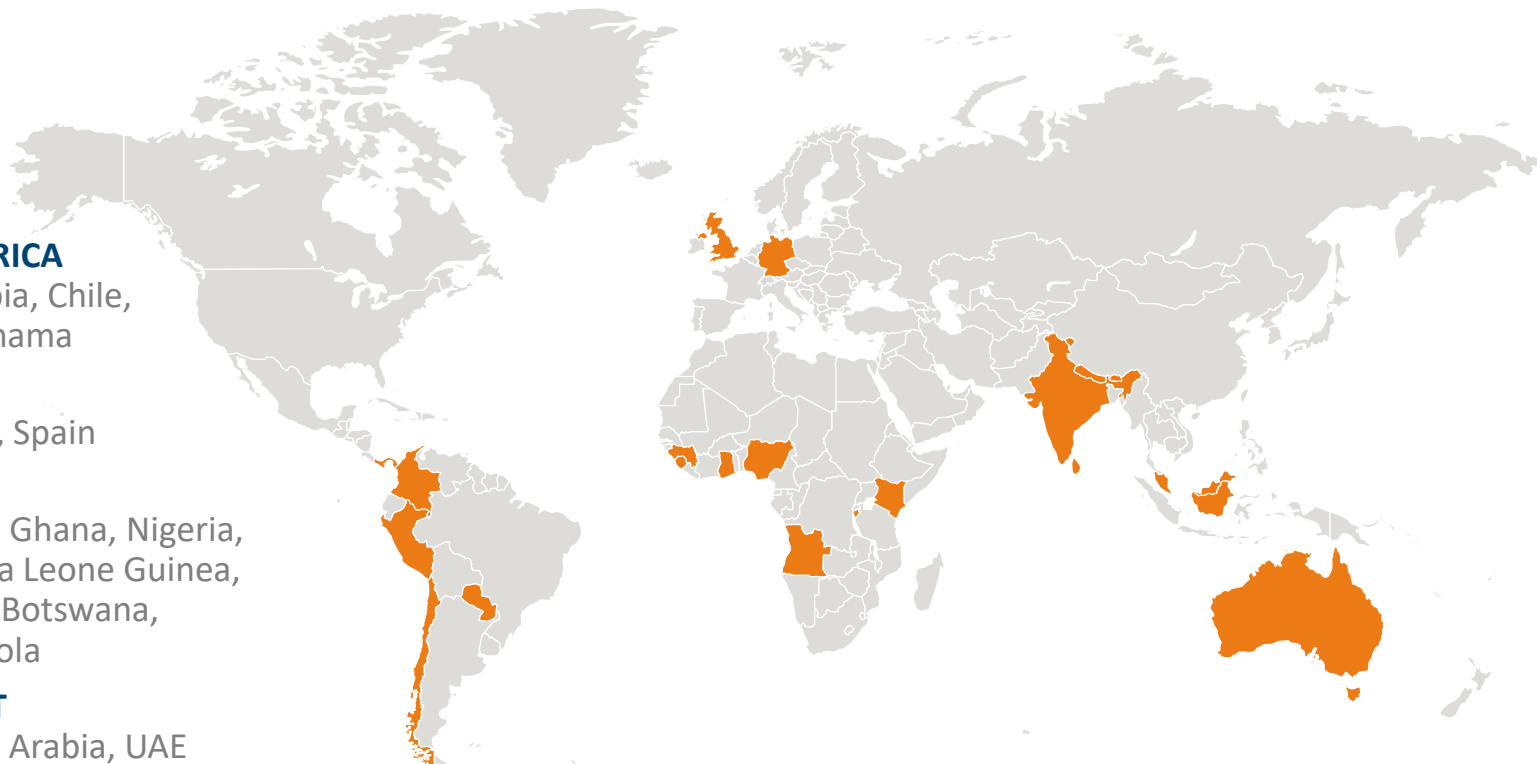 RICA
bia, Chile,
nama
, Spain
Ghana, Nigeria,
a Leone Guinea,
Botswana,
ola
T
Arabia, UAE